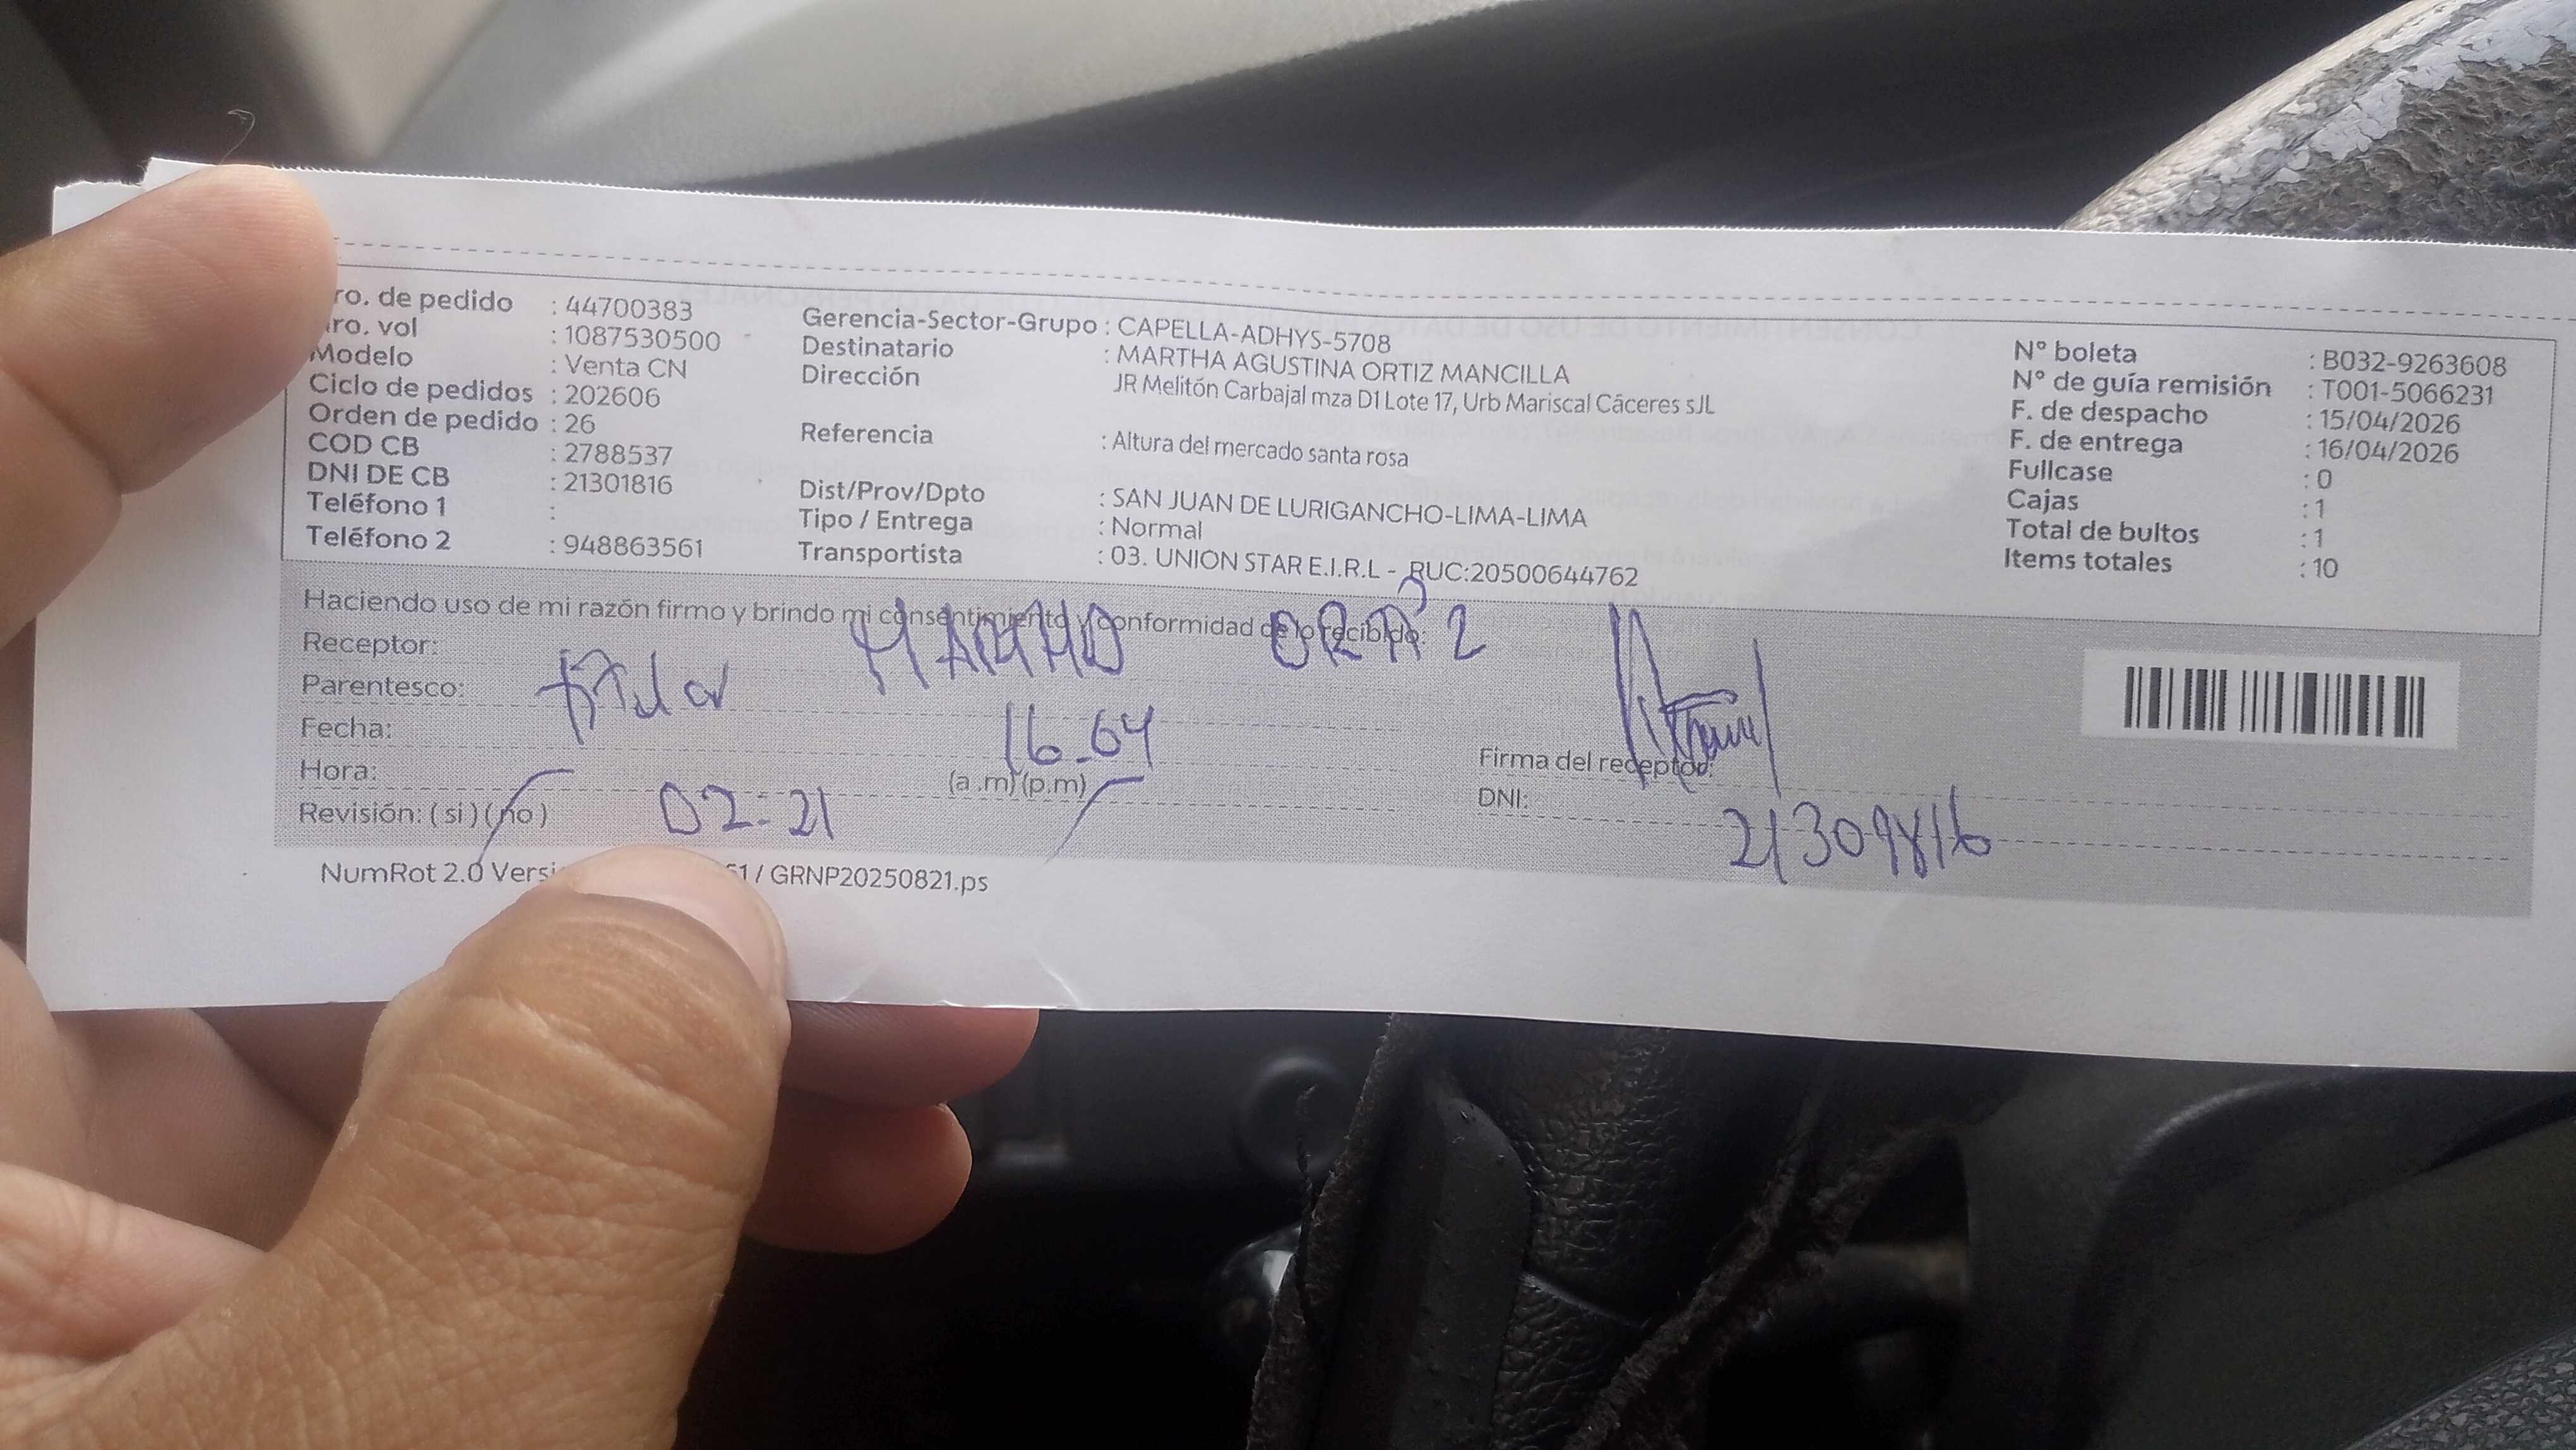 ro. de pedido : 44700383
ro. vol : 1087530500
Modelo : Venta CN
Ciclo de pedidos : 202606
Orden de pedido : 26
COD CB : 2788537
DNI DE CB : 21301816
Teléfono 1 :
Teléfono 2 : 948863561
Gerencia-Sector-Grupo : CAPELLA-ADHYS-5708
Destinatario : MARTHA AGUSTINA ORTIZ MANCILLA
Dirección JR Melitón Carbajal mza D1 Lote 17, Urb Mariscal Cáceres sJL
Referencia : Altura del mercado santa rosa
Dist/Prov/Dpto : SAN JUAN DE LURIGANCHO-LIMA-LIMA
Tipo / Entrega : Normal
Transportista : 03. UNION STAR E.I.R.L - RUC:20500644762
N° boleta : B032-9263608
N° de guía remisión : T001-5066231
F. de despacho : 15/04/2026
F. de entrega : 16/04/2026
Fullcase : 0
Cajas : 1
Total de bultos : 1
Items totales : 10
Haciendo uso de mi razón firmo y brindo mi consentimiento y conformidad de lo recibido:
Receptor:
Parentesco: titular
Fecha: 16-04
Hora: 02:21 (a.m) (p.m)
Revisión: ( si ) ( no )
Firma del receptor:
DNI:
NumRot 2.0 Versi 51 / GRNP20250821.ps